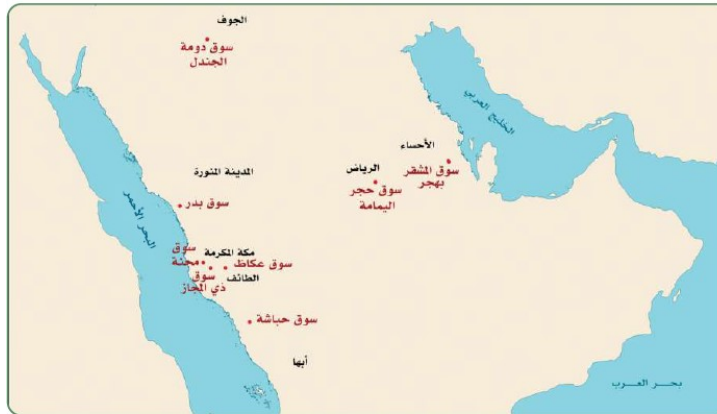 الجوف
سوق دومة
الجندل
الخليج العربي
الأحساء
سوق المشقر
بهجر
الرياض
سوق حجر
اليمامة
المدينة المنورة
سوق بدر
البحر الأحمر
مكة المكرمة
سوق
مجنة
سوق عكاظ
الطائف
سوق
ذي المجاز
سوق حباشة
أبها
بحر العرب